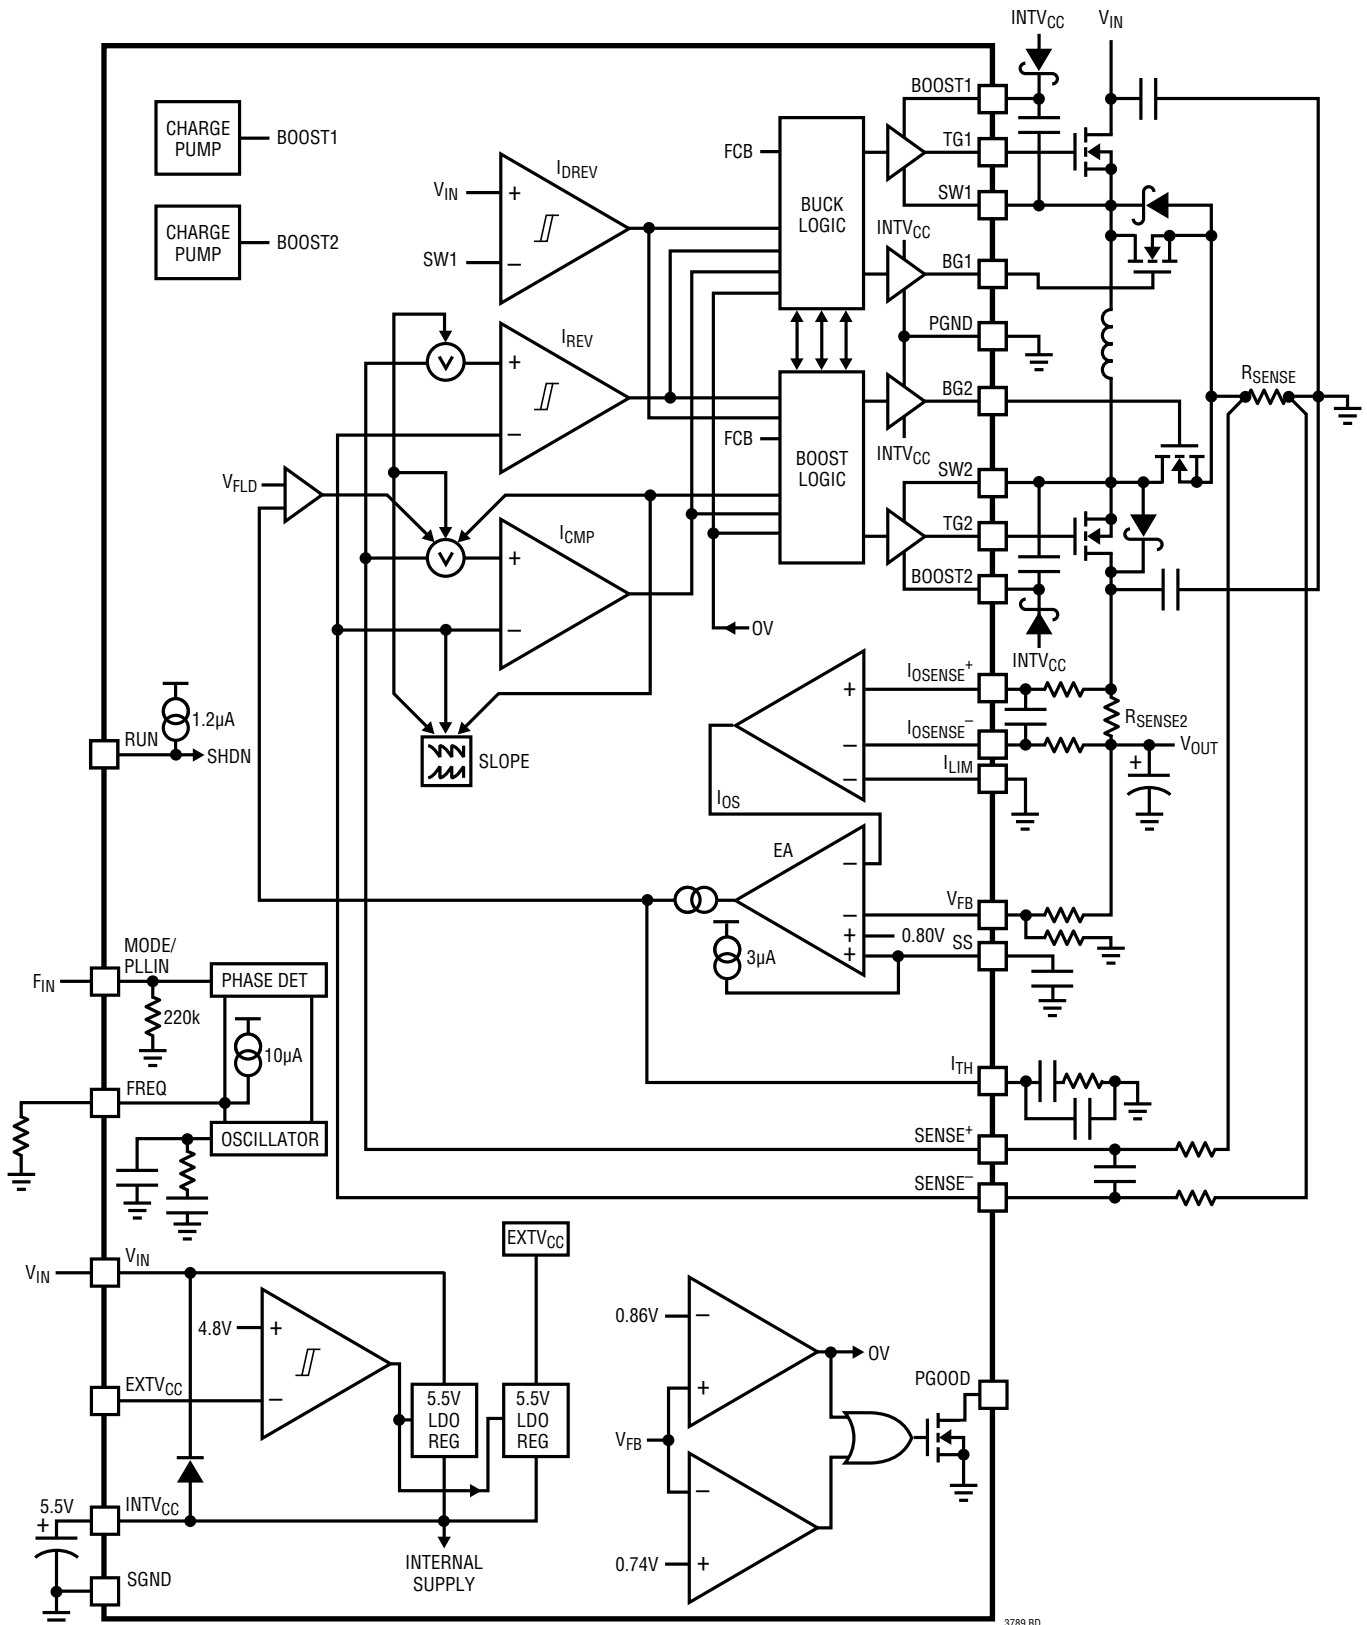 INTVCC
VIN
BOOST1
CHARGE
PUMP
BOOST1
FCB
TG1
IDREV
VIN
+
BUCK
LOGIC
SW1
CHARGE
PUMP
BOOST2
INTVCC
SW1
−
BG1
IREV
+
PGND
RSENSE
BG2
−
FCB
INTVCC
BOOST
LOGIC
SW2
VFLD
ICMP
+
TG2
BOOST2
−
OV
INTVCC
IOSENSE+
+
1.2µA
RSENSE2
RUN
SHDN
IOSENSE−
−
VOUT
SLOPE
ILIM
−
+
IOS
EA
−
VFB
−
+
0.80V
SS
+
3µA
MODE/
PLLIN
FIN
PHASE DET
220k
10µA
ITH
FREQ
OSCILLATOR
SENSE+
SENSE−
EXTVCC
VIN
VIN
4.8V
+
0.86V
−
OV
EXTVCC
−
5.5V
LDO
REG
5.5V
LDO
REG
+
PGOOD
VFB
−
5.5V
+
INTVCC
INTERNAL
SUPPLY
0.74V
+
SGND
3789 BD